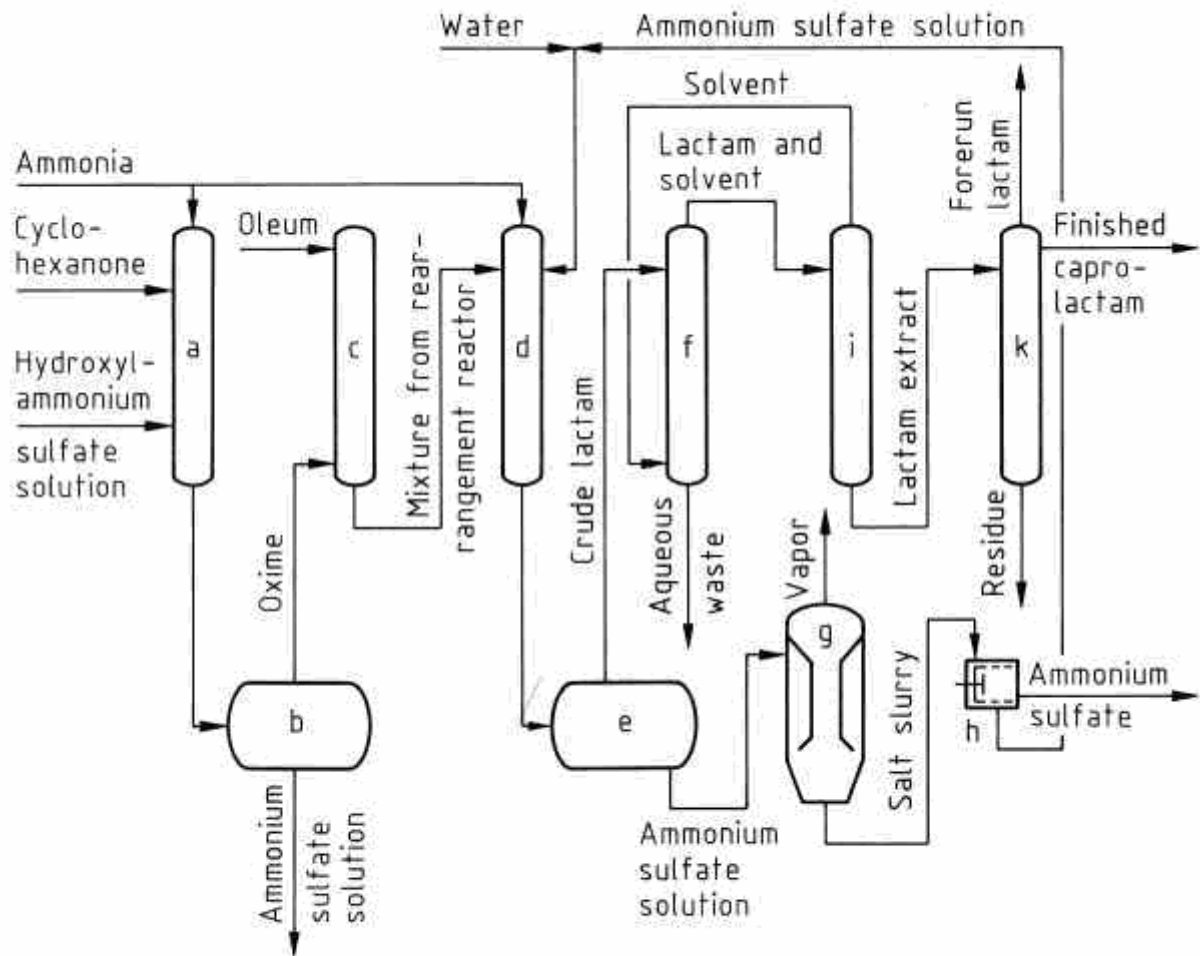 Water
Ammonium sulfate solution
Solvent
Lactam and
solvent
Forerun
lactam
Ammonia
Cyclo-
hexanone
Oleum
Finished
capro-
lactam
Hydroxyl-
ammonium
sulfate
solution
a
c
d
f
i
k
Mixture from rear-
rangement reactor
Crude lactam
Lactam extract
Oxime
Aqueous
waste
Vapor
Residue
b
e
g
h
Salt slurry
Ammonium
sulfate
Ammonium
sulfate
solution
Ammonium
sulfate
solution